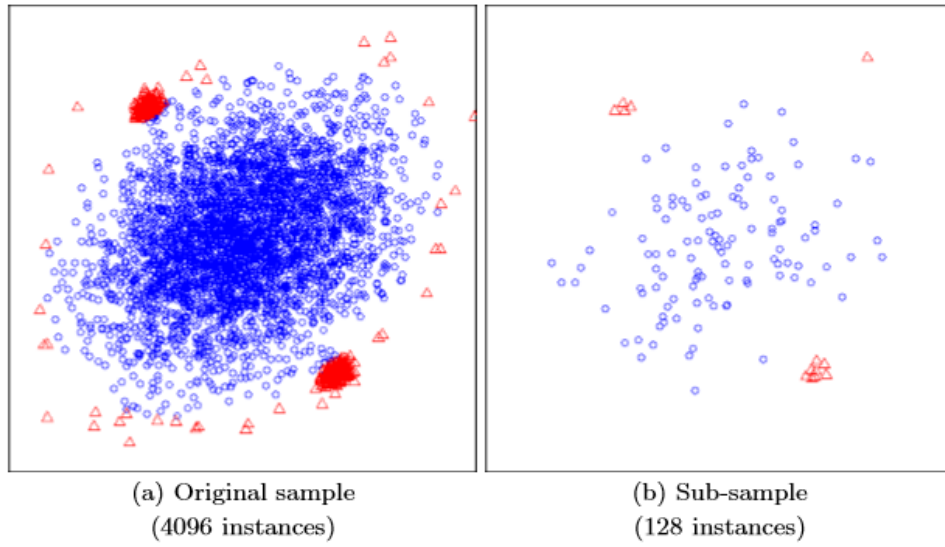 (a) Original sample
(4096 instances)
(b) Sub-sample
(128 instances)